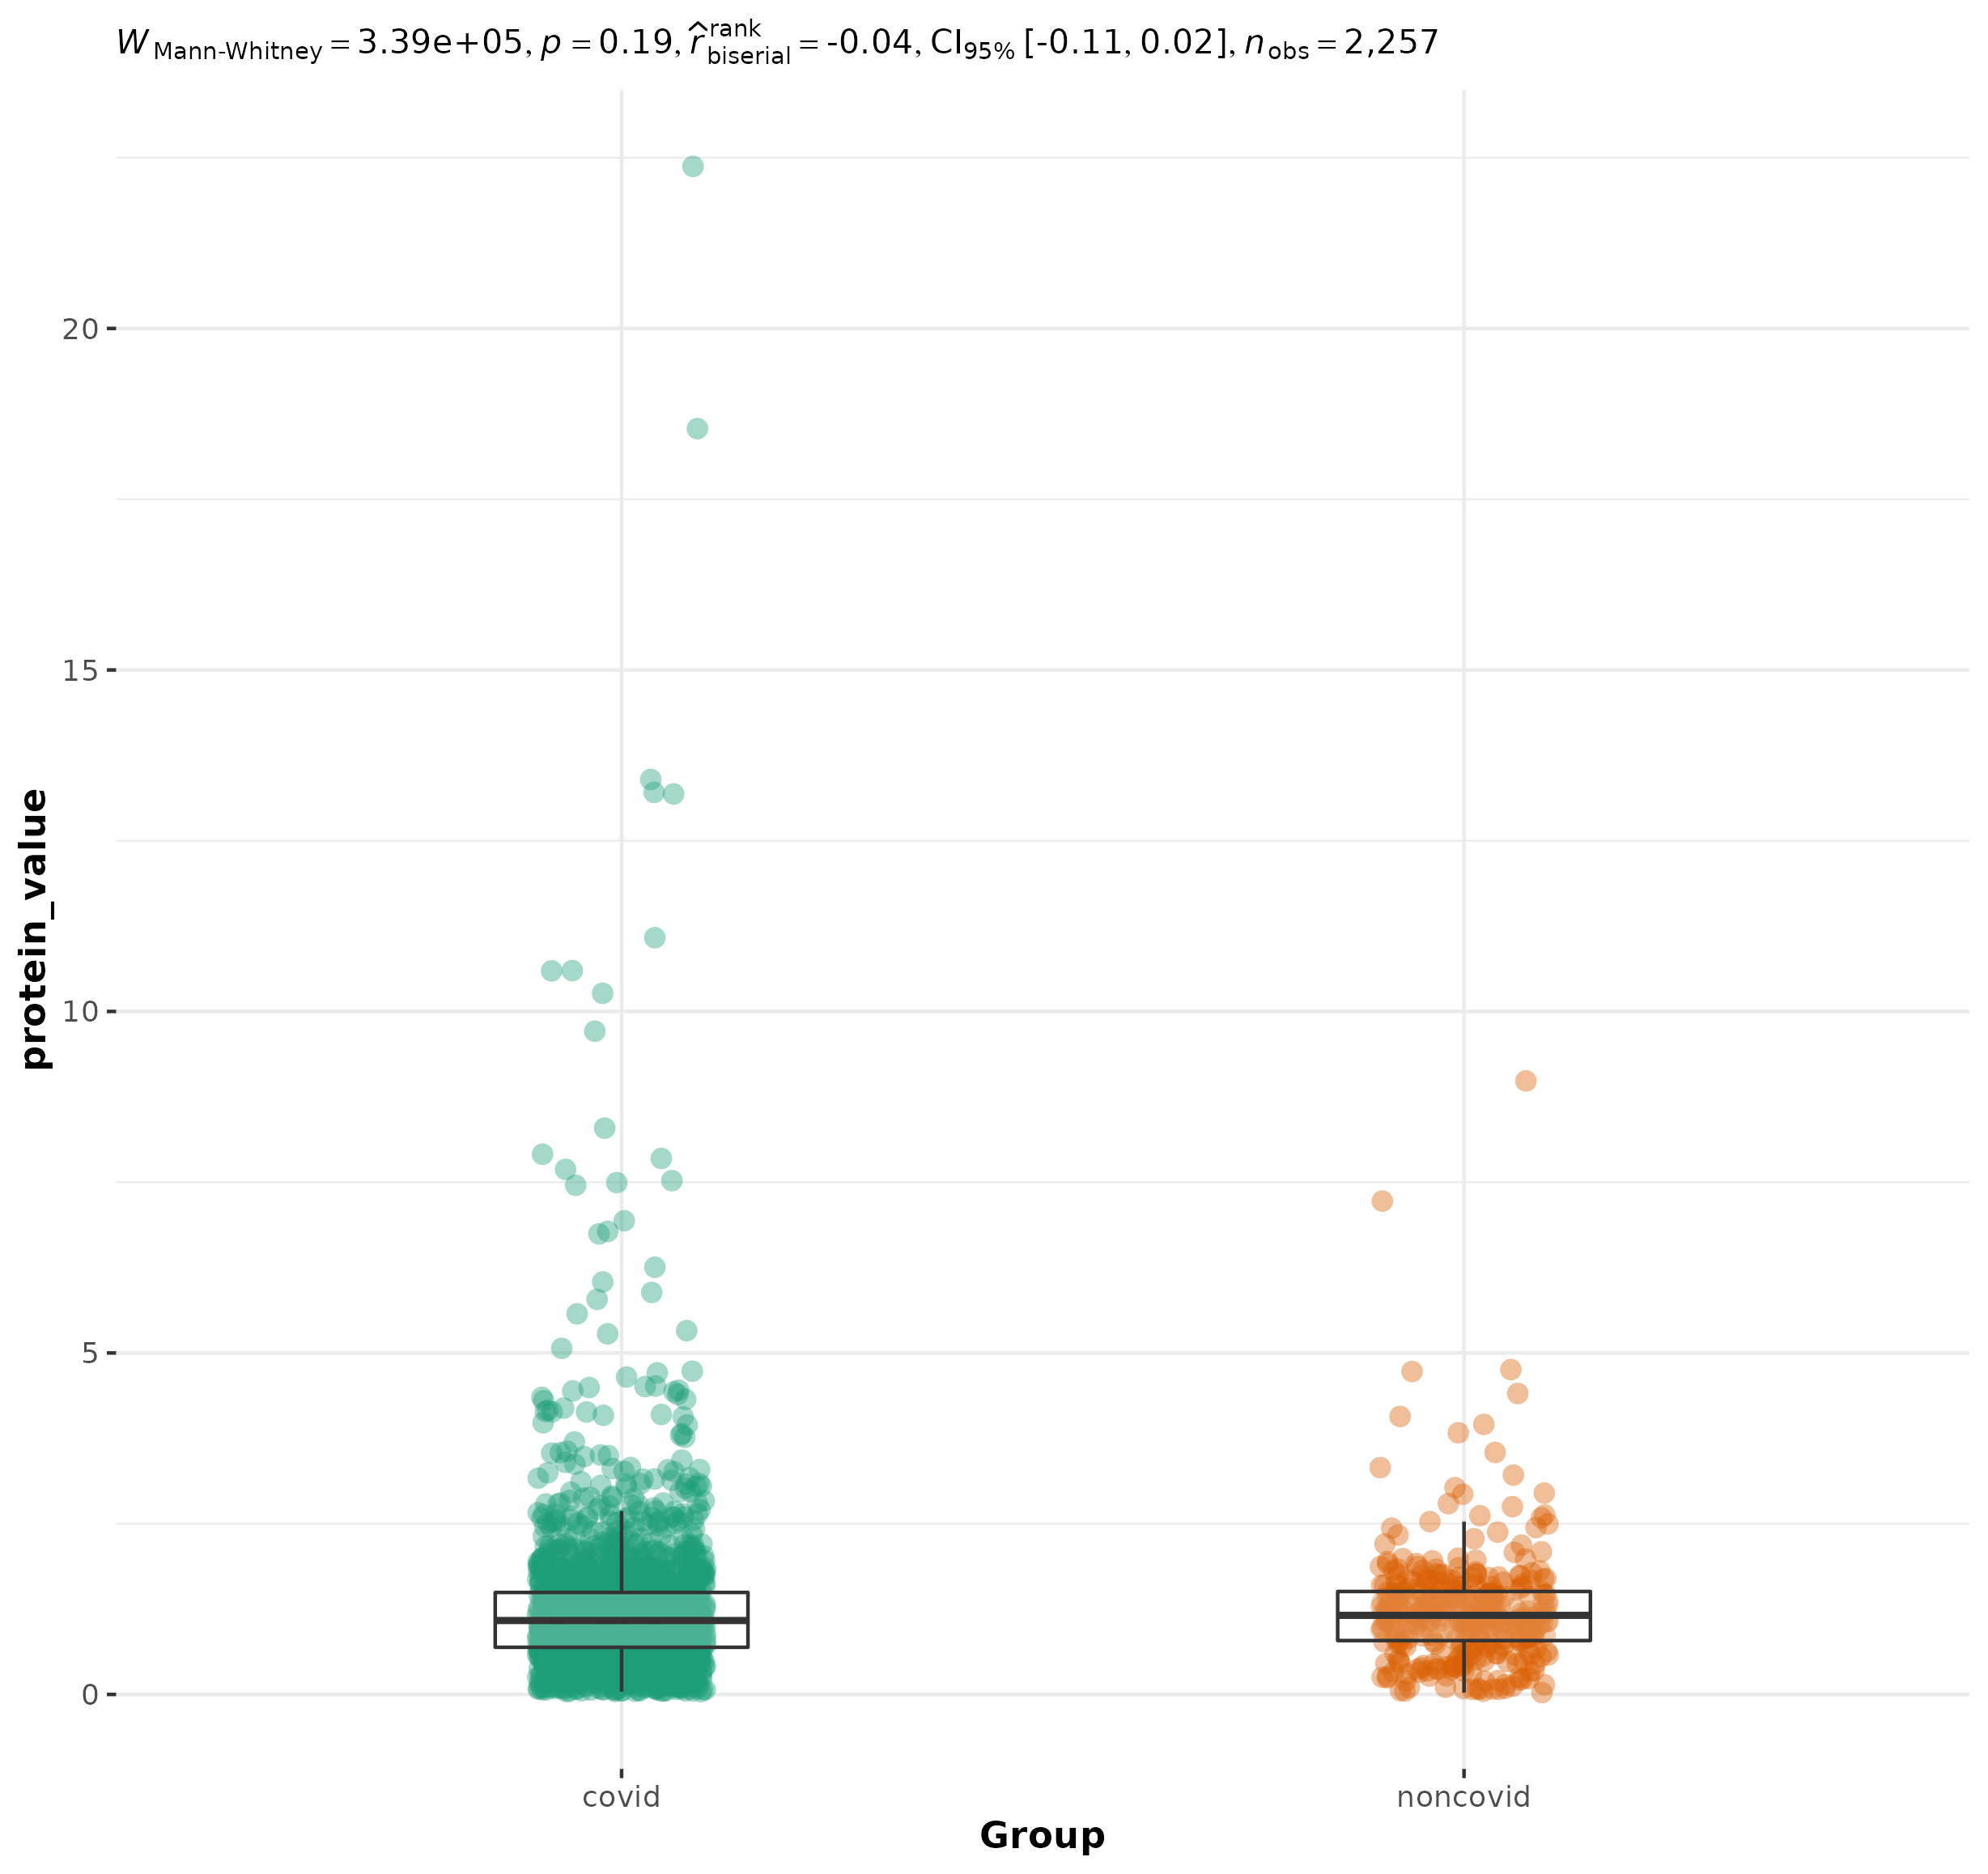 W Mann-Whitney = 3.39e+05, p = 0.19, r̂ rank biserial = -0.04, CI95% [-0.11, 0.02], n obs = 2,257
20
15
10
5
0
protein_value
covid noncovid
Group